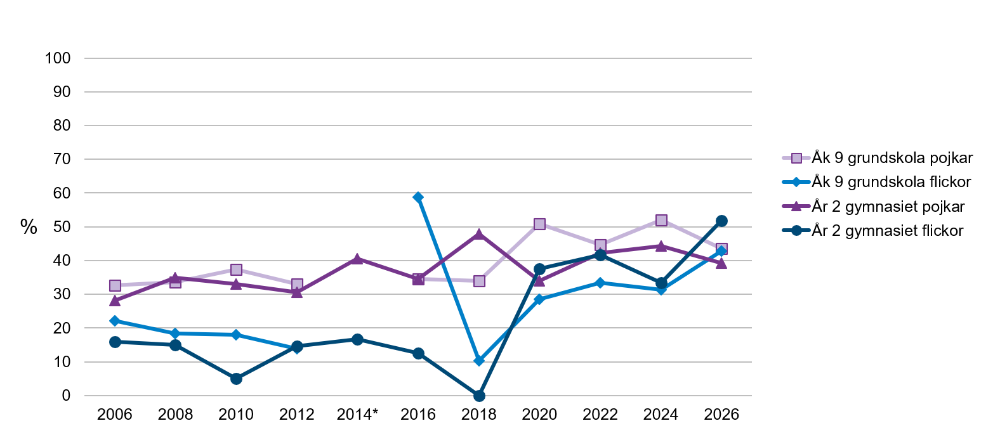 100
90
80
70
60
50
40
30
20
10
0
%
2006 2008 2010 2012 2014* 2016 2018 2020 2022 2024 2026
Åk 9 grundskola pojkar
Åk 9 grundskola flickor
År 2 gymnasiet pojkar
År 2 gymnasiet flickor